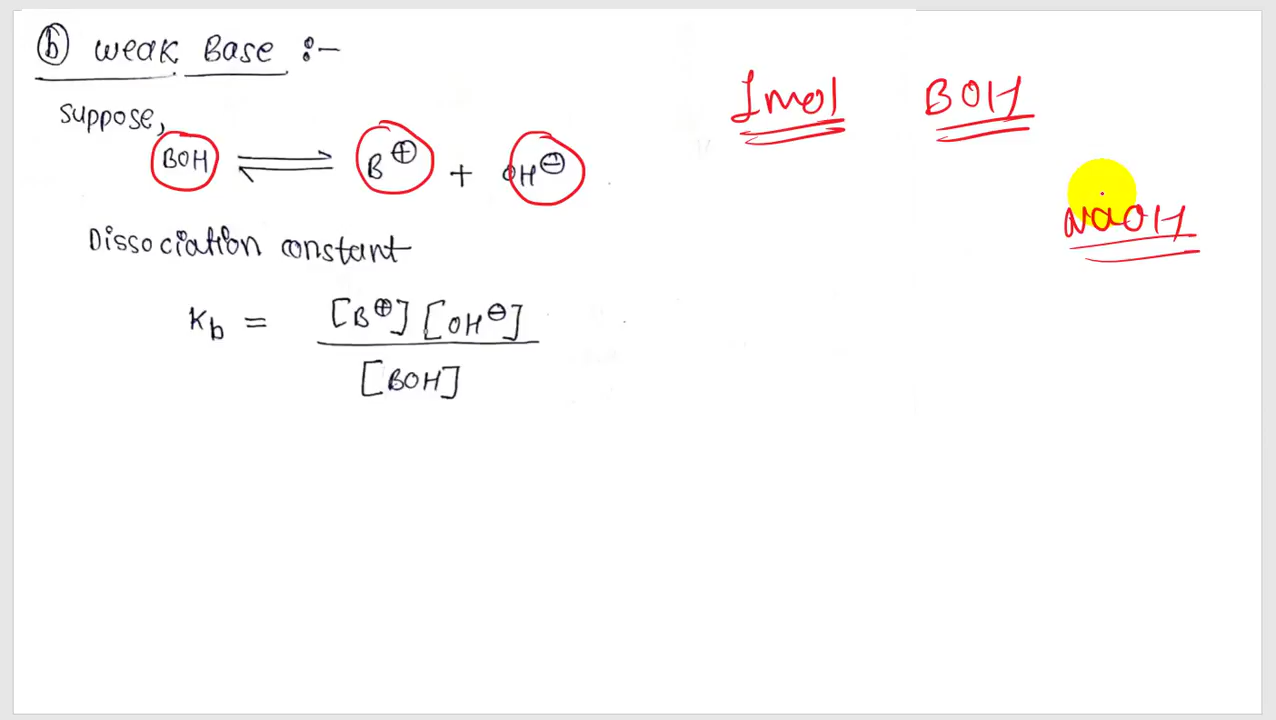 ⓑ weak Base :-
suppose,
BOH ⇌ B⊕ + OH⊖
Dissociation constant
Kb = [B⊕] [OH⊖]
[BOH]
1mol BOH
NaOH